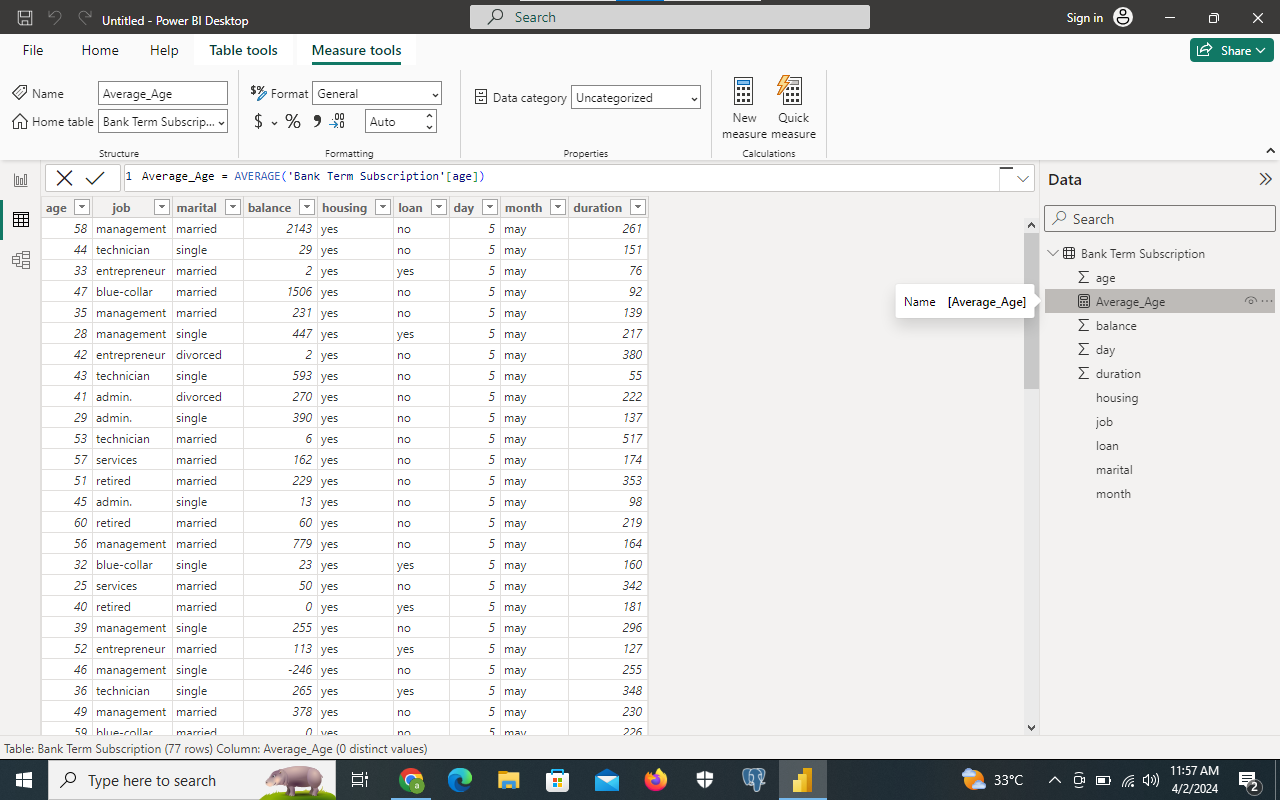 Untitled - Power BI Desktop
Search
Sign in
File Home Help Table tools Measure tools
Share
Name Average_Age
Home table Bank Term Subscrip...
Structure
Format General
$ % Auto
Formatting
Data category Uncategorized
Properties
New measure
Quick measure
Calculations
1 Average_Age = AVERAGE('Bank Term Subscription'[age])
age job marital balance housing loan day month duration
58 management married 2143 yes no 5 may 261
44 technician single 29 yes no 5 may 151
33 entrepreneur married 2 yes yes 5 may 76
47 blue-collar married 1506 yes no 5 may 92
35 management married 231 yes no 5 may 139
28 management single 447 yes yes 5 may 217
42 entrepreneur divorced 2 yes no 5 may 380
43 technician single 593 yes no 5 may 55
41 admin. divorced 270 yes no 5 may 222
29 admin. single 390 yes no 5 may 137
53 technician married 6 yes no 5 may 517
57 services married 162 yes no 5 may 174
51 retired married 229 yes no 5 may 353
45 admin. single 13 yes no 5 may 98
60 retired married 60 yes no 5 may 219
56 management married 779 yes no 5 may 164
32 blue-collar single 23 yes yes 5 may 160
25 services married 50 yes no 5 may 342
40 retired married 0 yes yes 5 may 181
39 management single 255 yes no 5 may 296
52 entrepreneur married 113 yes yes 5 may 127
46 management single -246 yes no 5 may 255
36 technician single 265 yes yes 5 may 348
49 management married 378 yes no 5 may 230
59 blue-collar married 0 yes no 5 may 226
Name [Average_Age]
Data
Search
Bank Term Subscription
age
Average_Age
balance
day
duration
housing
job
loan
marital
month
Table: Bank Term Subscription (77 rows) Column: Average_Age (0 distinct values)
Type here to search
33°C
11:57 AM
4/2/2024
2